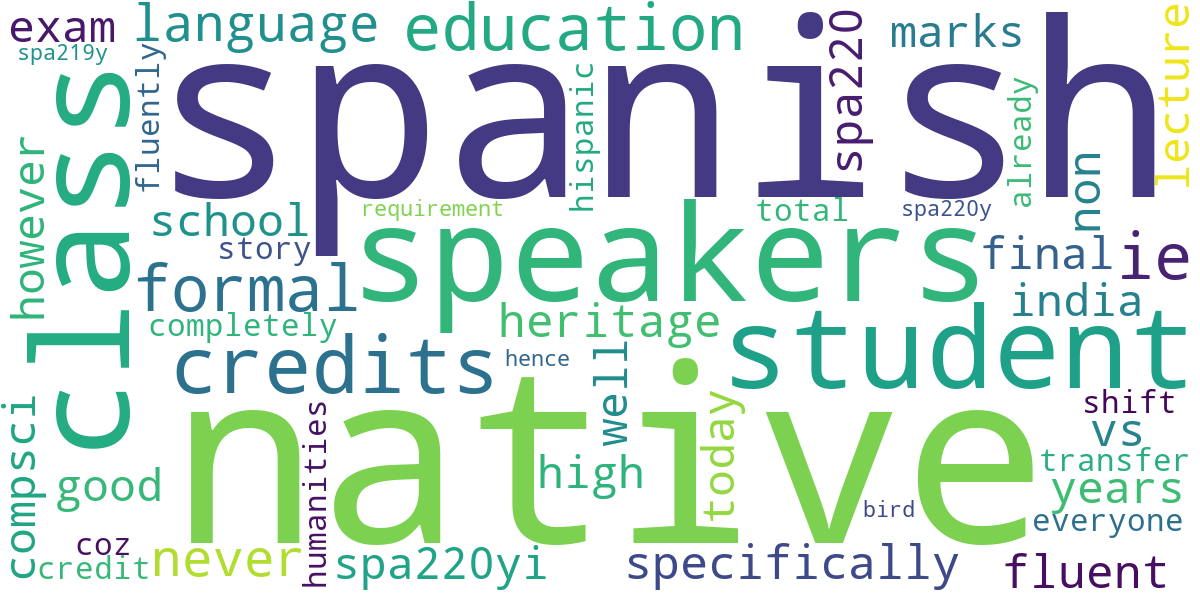 exam
language
education
marks
lecture
spa219y
fluently
spanish
spa220
hispanic
already
class
however
non
school
requirement
total
spa220y
story
speakers
final
ie
formal
india
completely
heritage
student
credits
hence
well
native
today
shift
vs
compsci
humanities
good
high
transfer
years
bird
everyone
coz
credit
never
spa220yi
specifically
fluent